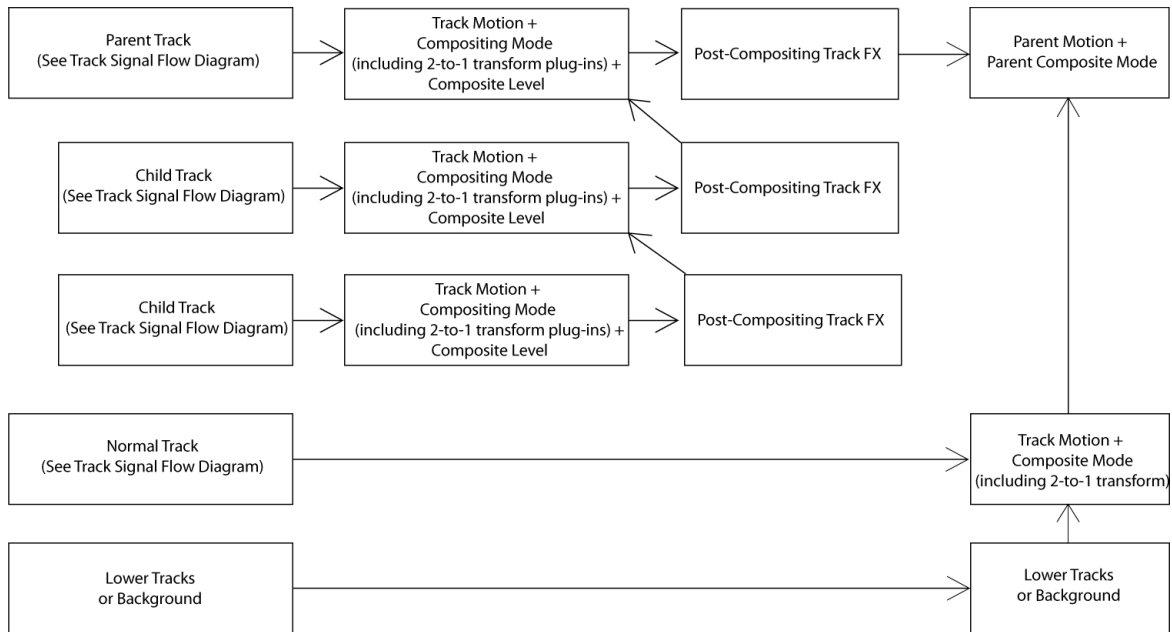 Parent Track
(See Track Signal Flow Diagram)
Track Motion +
Compositing Mode
(including 2-to-1 transform plug-ins) +
Composite Level
Post-Compositing Track FX
Parent Motion +
Parent Composite Mode
Child Track
(See Track Signal Flow Diagram)
Track Motion +
Compositing Mode
(including 2-to-1 transform plug-ins) +
Composite Level
Post-Compositing Track FX
Child Track
(See Track Signal Flow Diagram)
Track Motion +
Compositing Mode
(including 2-to-1 transform plug-ins) +
Composite Level
Post-Compositing Track FX
Normal Track
(See Track Signal Flow Diagram)
Track Motion +
Composite Mode
(including 2-to-1 transform)
Lower Tracks
or Background
Lower Tracks
or Background